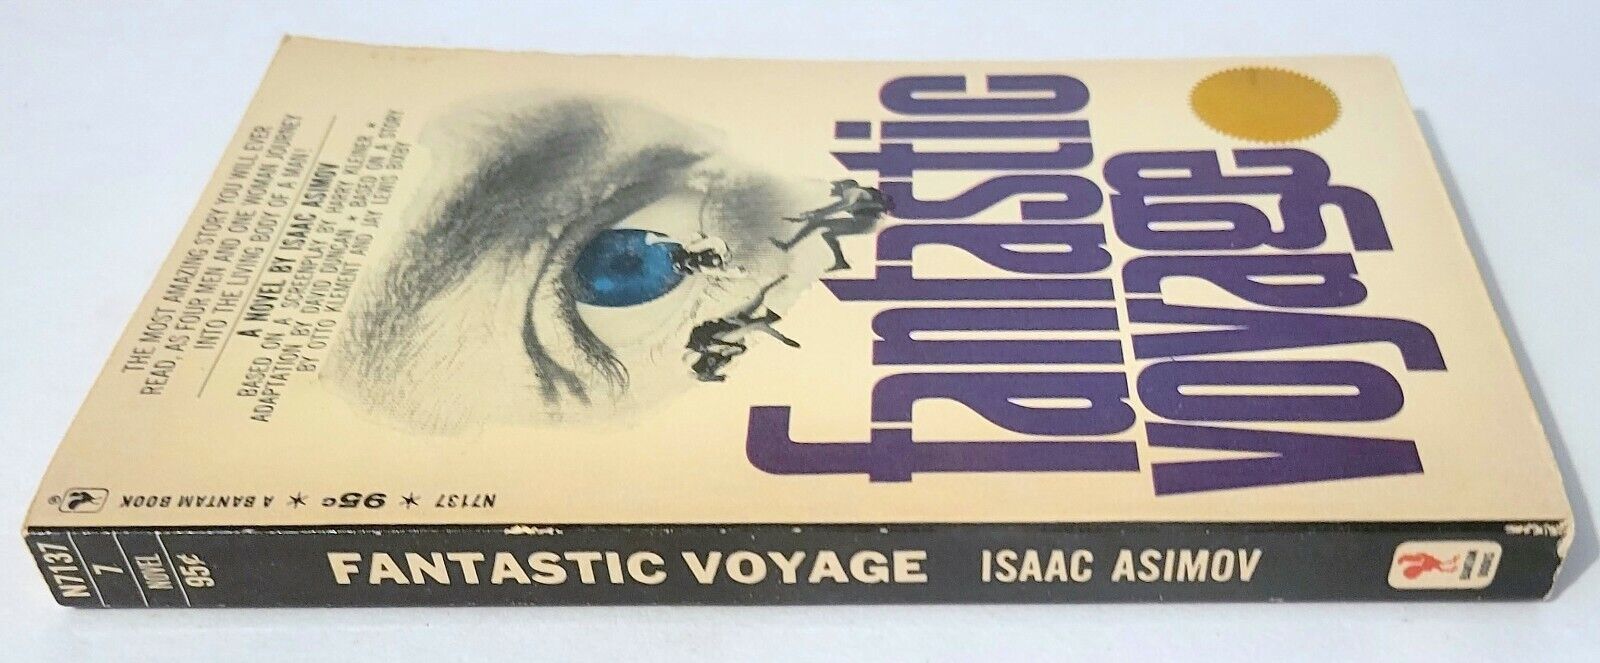 THE MOST AMAZING STORY YOU WILL EVER
READ, AS FOUR MEN AND ONE WOMAN JOURNEY
INTO THE LIVING BODY OF A MAN!
A NOVEL BY ISAAC ASIMOV
BASED ON A SCREENPLAY BY HARRY KLEINER ★
ADAPTATION BY DAVID DUNCAN ★ BASED ON A STORY
BY OTTO KLEMENT AND JAY LEWIS BIXBY
fantastic
voyage
N7137 ★ 95c ★ A BANTAM BOOK ®
N7137
7
NOVEL
95¢
FANTASTIC VOYAGE ISAAC ASIMOV
BANTAM
BOOKS